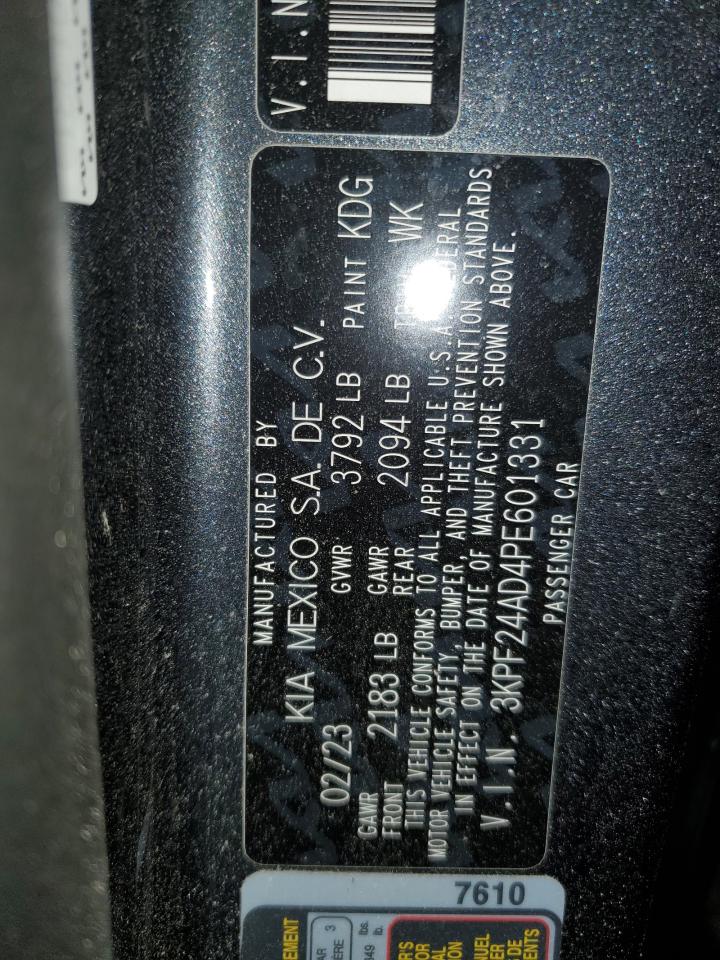 V.I.N
MANUFACTURED BY
KIA MEXICO S.A. DE C.V.
02/23 GVWR 3792 LB PAINT KDG
GAWR FRONT 2183 LB GAWR REAR 2094 LB WK
THIS VEHICLE CONFORMS TO ALL APPLICABLE U.S.A
MOTOR VEHICLE SAFETY, BUMPER, AND THEFT PREVENTION STANDARDS
IN EFFECT ON THE DATE OF MANUFACTURE SHOWN ABOVE.
V.I.N. 3KPF24AD4PE601331
PASSENGER CAR
7610